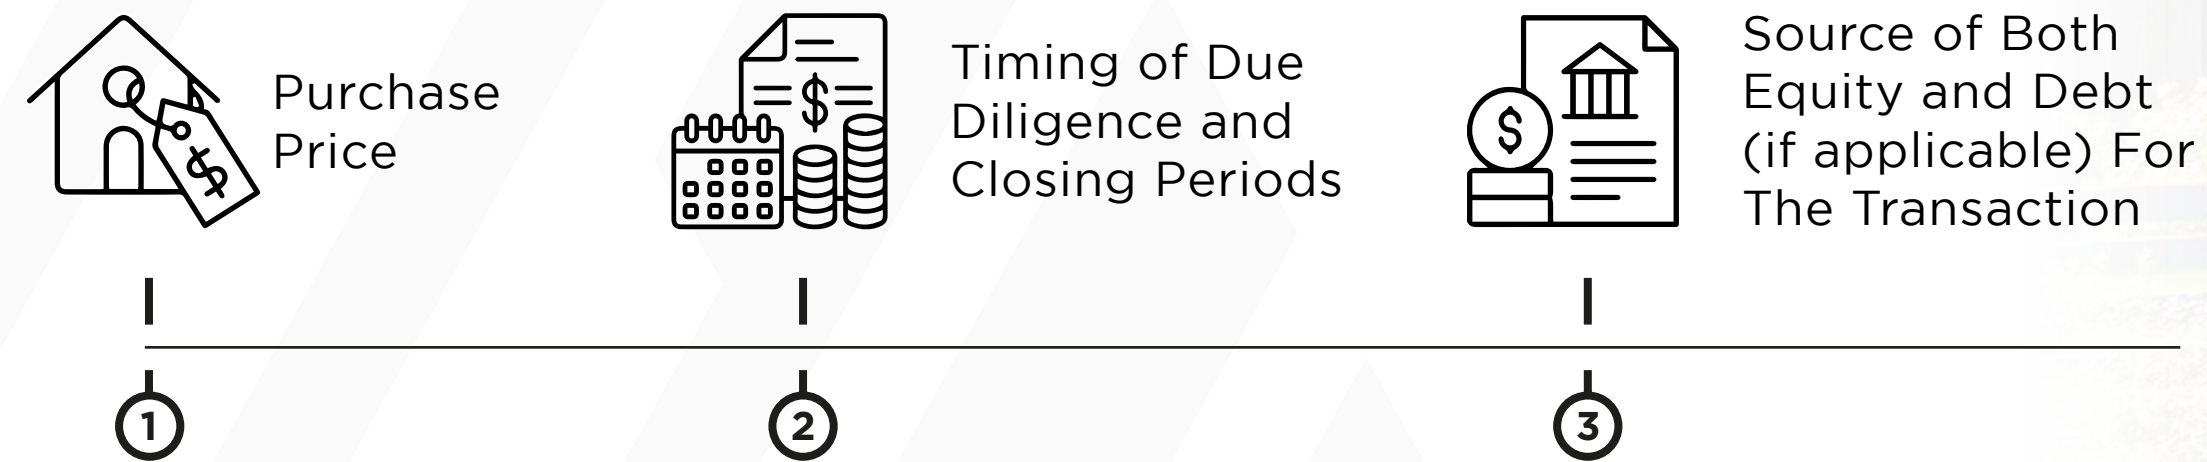 Purchase
Price
Timing of Due
Diligence and
Closing Periods
Source of Both
Equity and Debt
(if applicable) For
The Transaction
$
$
$
1
2
3